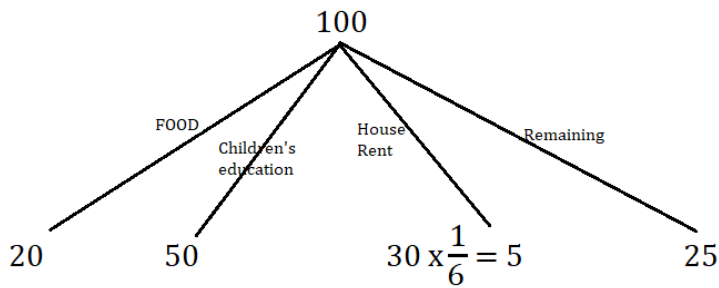 100
FOOD
Children's
education
House
Rent
Remaining
20
50
30 x 1/6 = 5
25